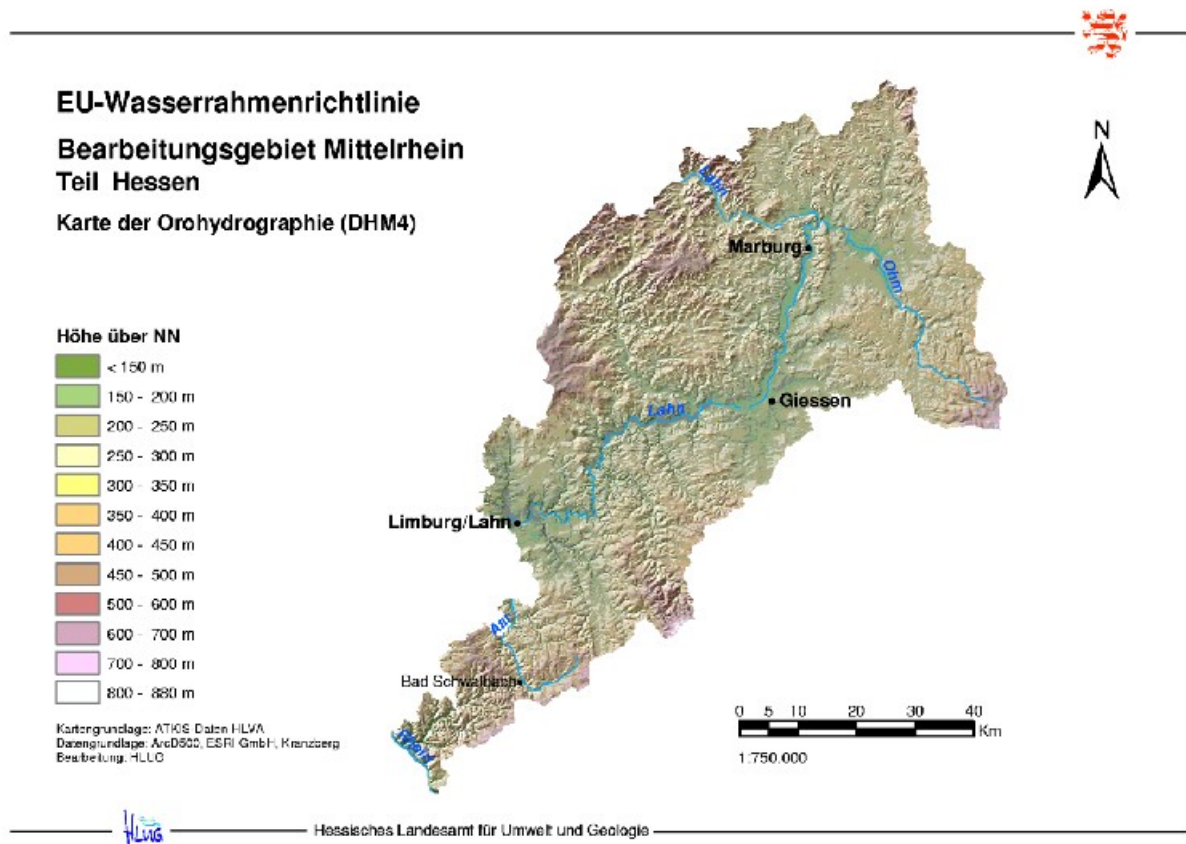 EU-Wasserrahmenrichtlinie
Bearbeitungsgebiet Mittelrhein
Teil Hessen
Karte der Orohydrographie (DHM4)
N
Lahn
Marburg
Ohm
Höhe über NN
< 150 m
150 - 200 m
200 - 250 m
250 - 300 m
300 - 350 m
350 - 400 m
400 - 450 m
450 - 500 m
500 - 600 m
600 - 700 m
700 - 800 m
800 - 880 m
Giessen
Lahn
Limburg/Lahn
Aar
Bad Schwalbach
Rhein
Kartengrundlage: ATKIS Daten HLVA
Datengrundlage: ArcD500, ESRI GmbH, Kranzberg
Bearbeitung: HLUG
0 5 10 20 30 40
Km
1:750.000
HLUG
Hessisches Landesamt für Umwelt und Geologie